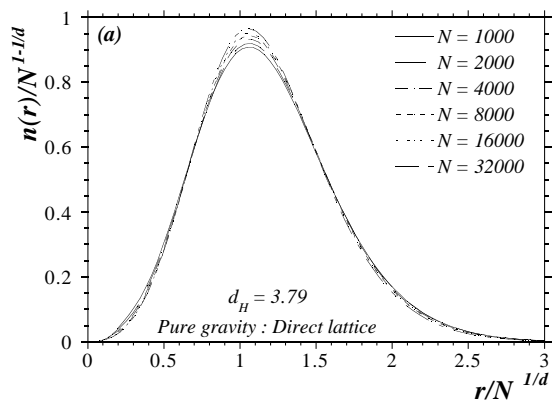 (a)
N = 1000
N = 2000
N = 4000
N = 8000
N = 16000
N = 32000
n(r)/N^{1-1/d}
1
0.8
0.6
0.4
0.2
0
d_H = 3.79
Pure gravity : Direct lattice
0 0.5 1 1.5 2 2.5 3
r/N^{1/d}